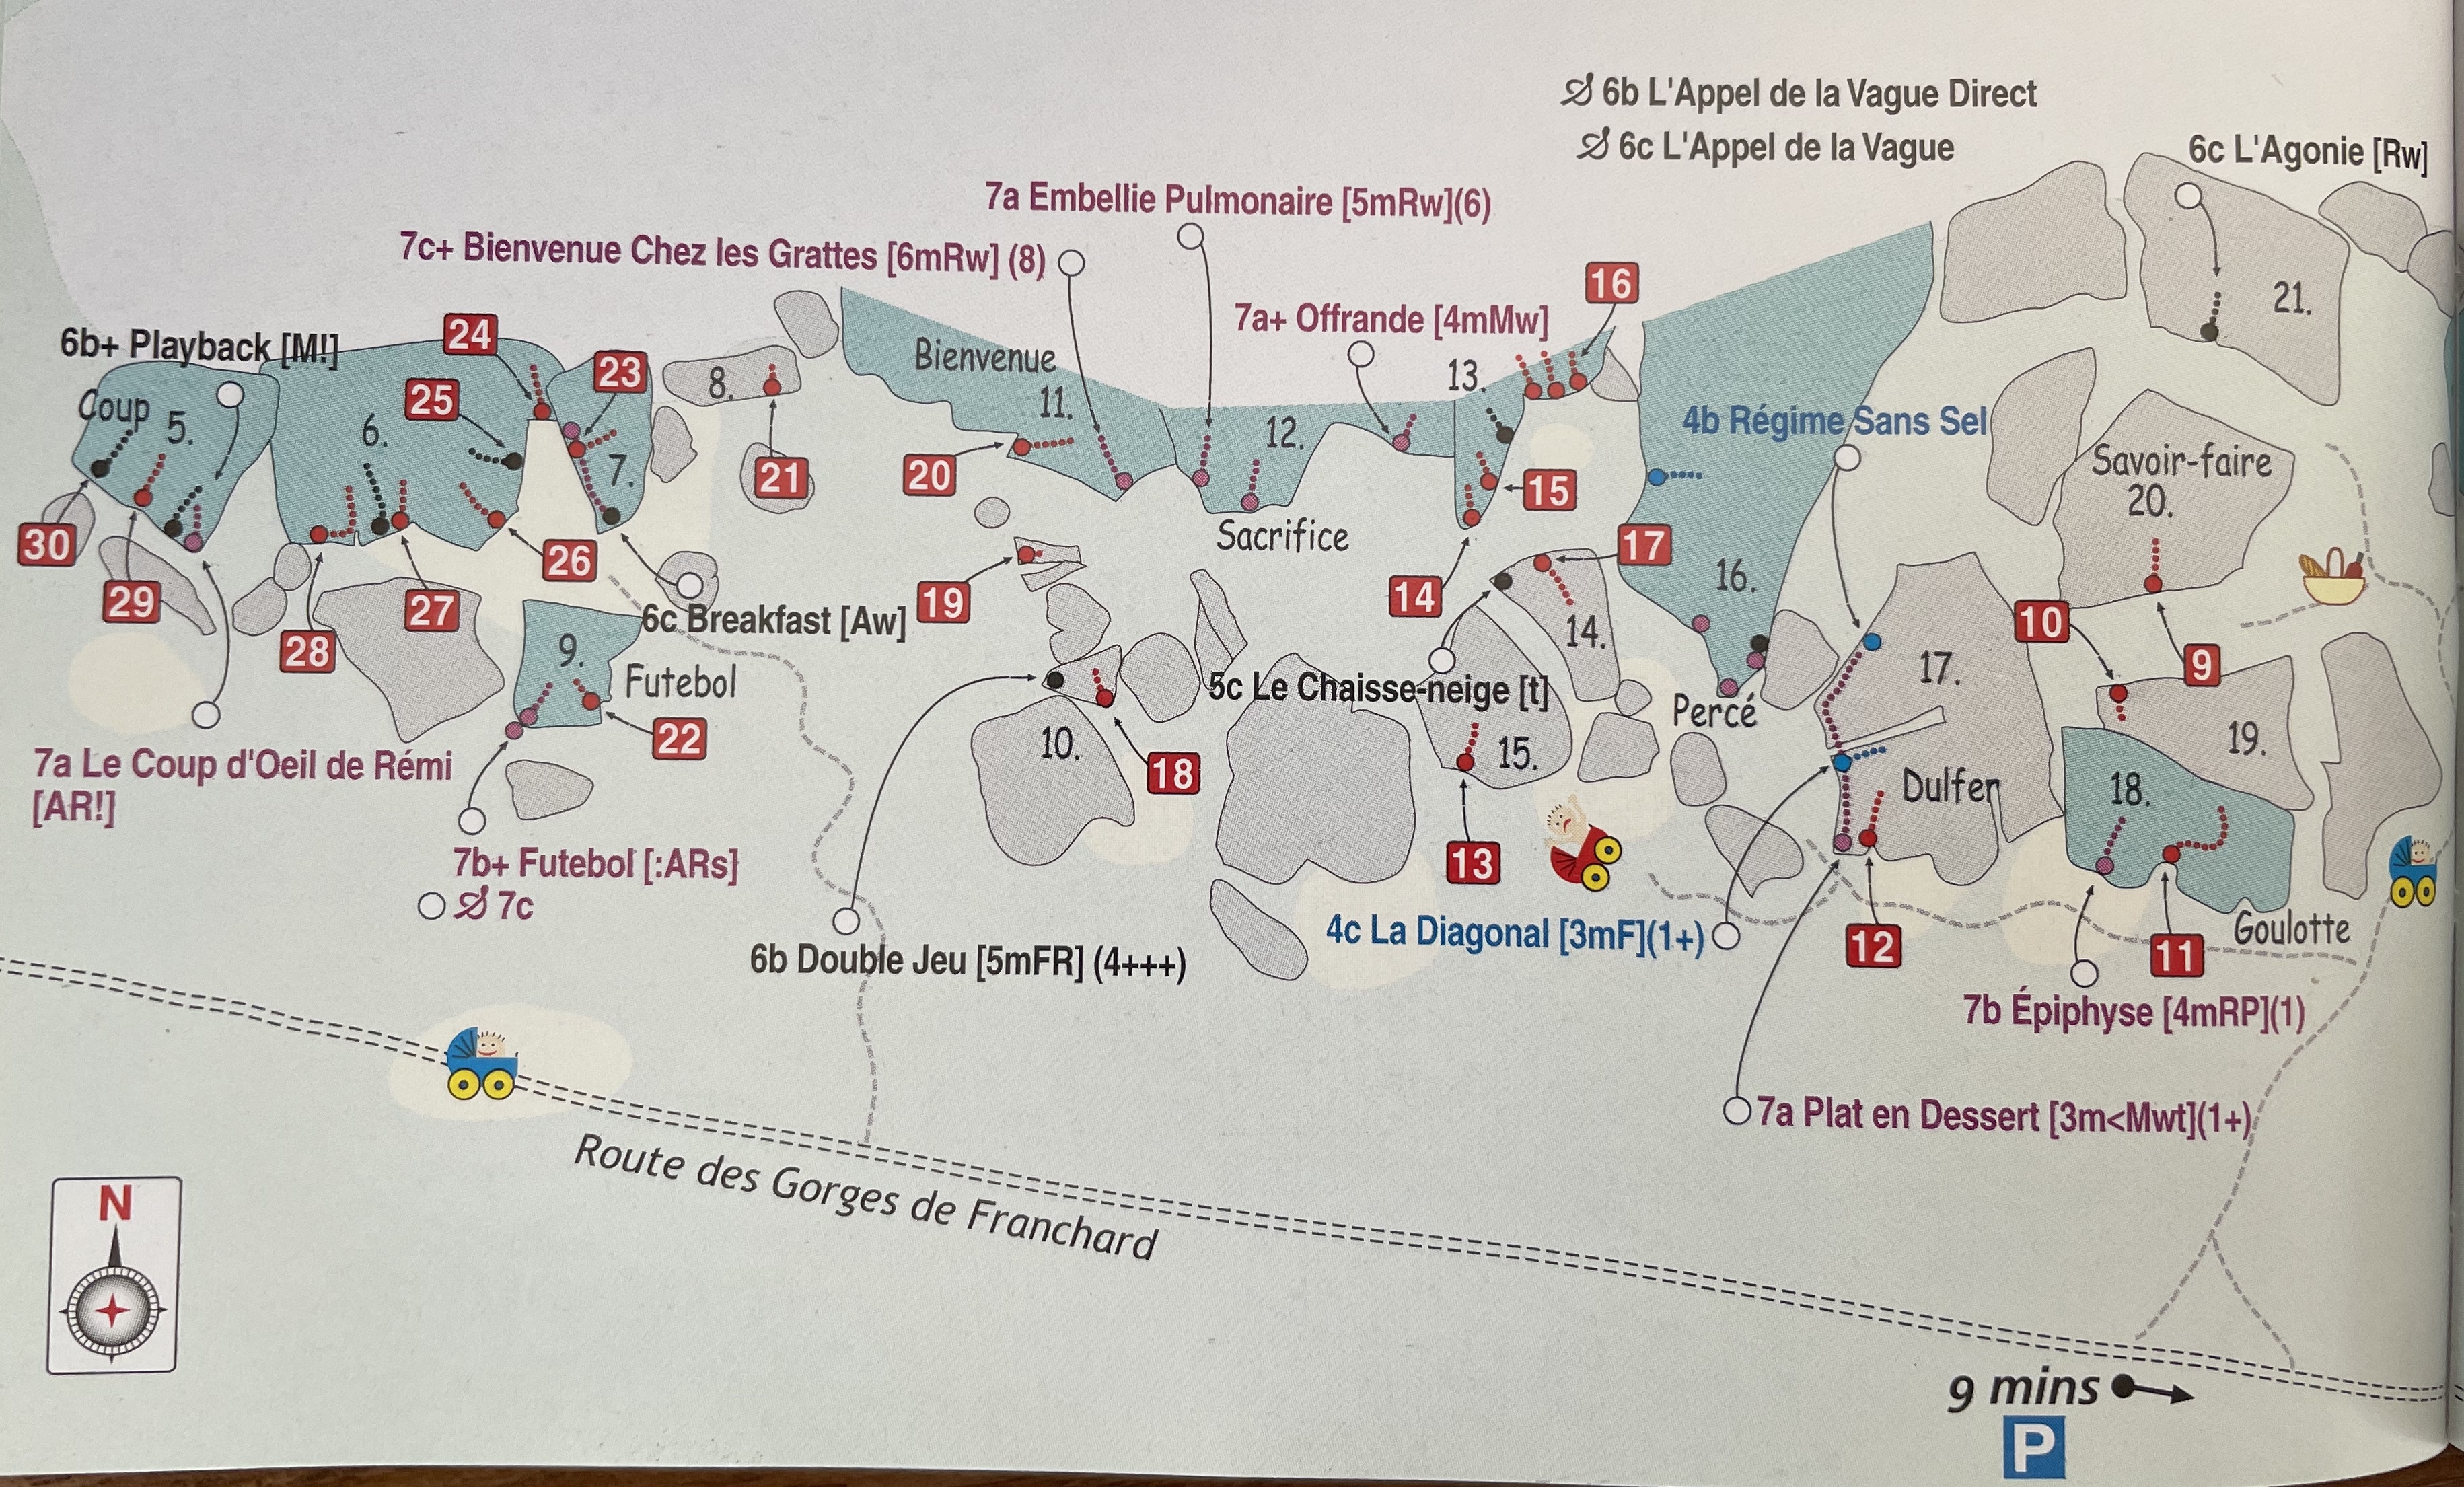 6b L'Appel de la Vague Direct
6c L'Appel de la Vague
6c L'Agonie [Rw]
7a Embellie Pulmonaire [5mRw](6)
7c+ Bienvenue Chez les Grattes [6mRw] (8)
16
7a+ Offrande [4mMw]
21.
24
6b+ Playback [M!]
23
Bienvenue
8.
13.
25
Coup
5.
6.
11.
12.
4b Régime Sans Sel
7.
20
21
15
Savoir-faire
20.
30
26
Sacrifice
17
16.
29
27
28
19
14
14.
10
9
6c Breakfast [Aw]
9.
Futebol
5c Le Chaisse-neige [t]
17.
Percé
22
10.
18
15.
19.
7a Le Coup d'Oeil de Rémi
[AR!]
Dulfer
18.
13
7b+ Futebol [:ARs]
7c
4c La Diagonal [3mF](1+)
12
11
Goulotte
6b Double Jeu [5mFR] (4+++)
7b Épiphyse [4mRP](1)
7a Plat en Dessert [3m<Mwt](1+)
Route des Gorges de Franchard
N
9 mins
P